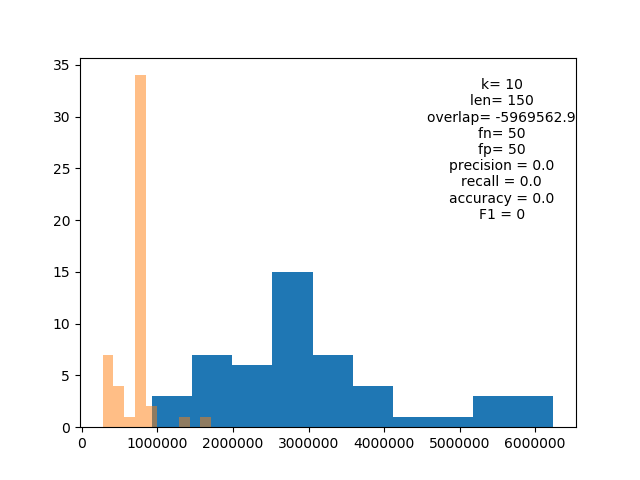 35
30
25
20
15
10
5
0
k= 10
len= 150
overlap= -5969562.9
fn= 50
fp= 50
precision = 0.0
recall = 0.0
accuracy = 0.0
F1 = 0
0 1000000 2000000 3000000 4000000 5000000 6000000